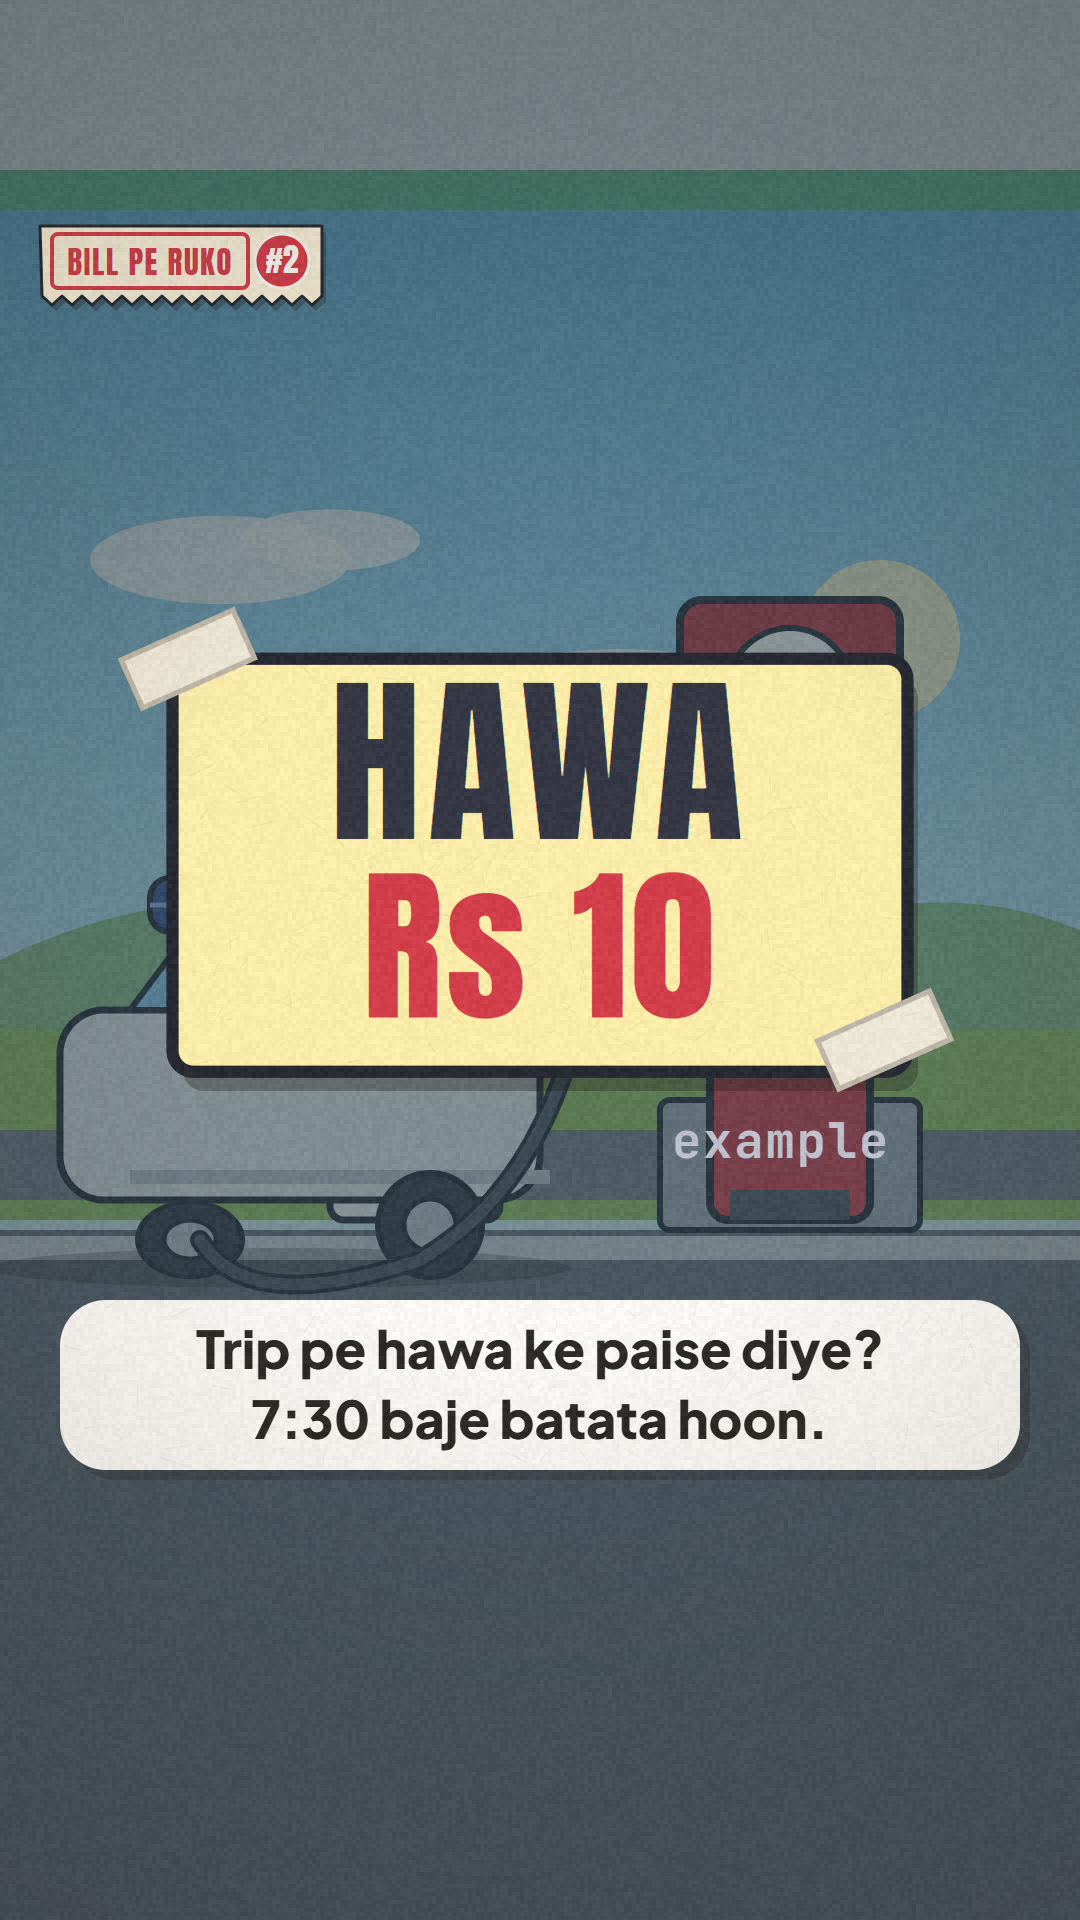 BILL PE RUKO #2
HAWA
Rs 10
example
Trip pe hawa ke paise diye?
7:30 baje batata hoon.